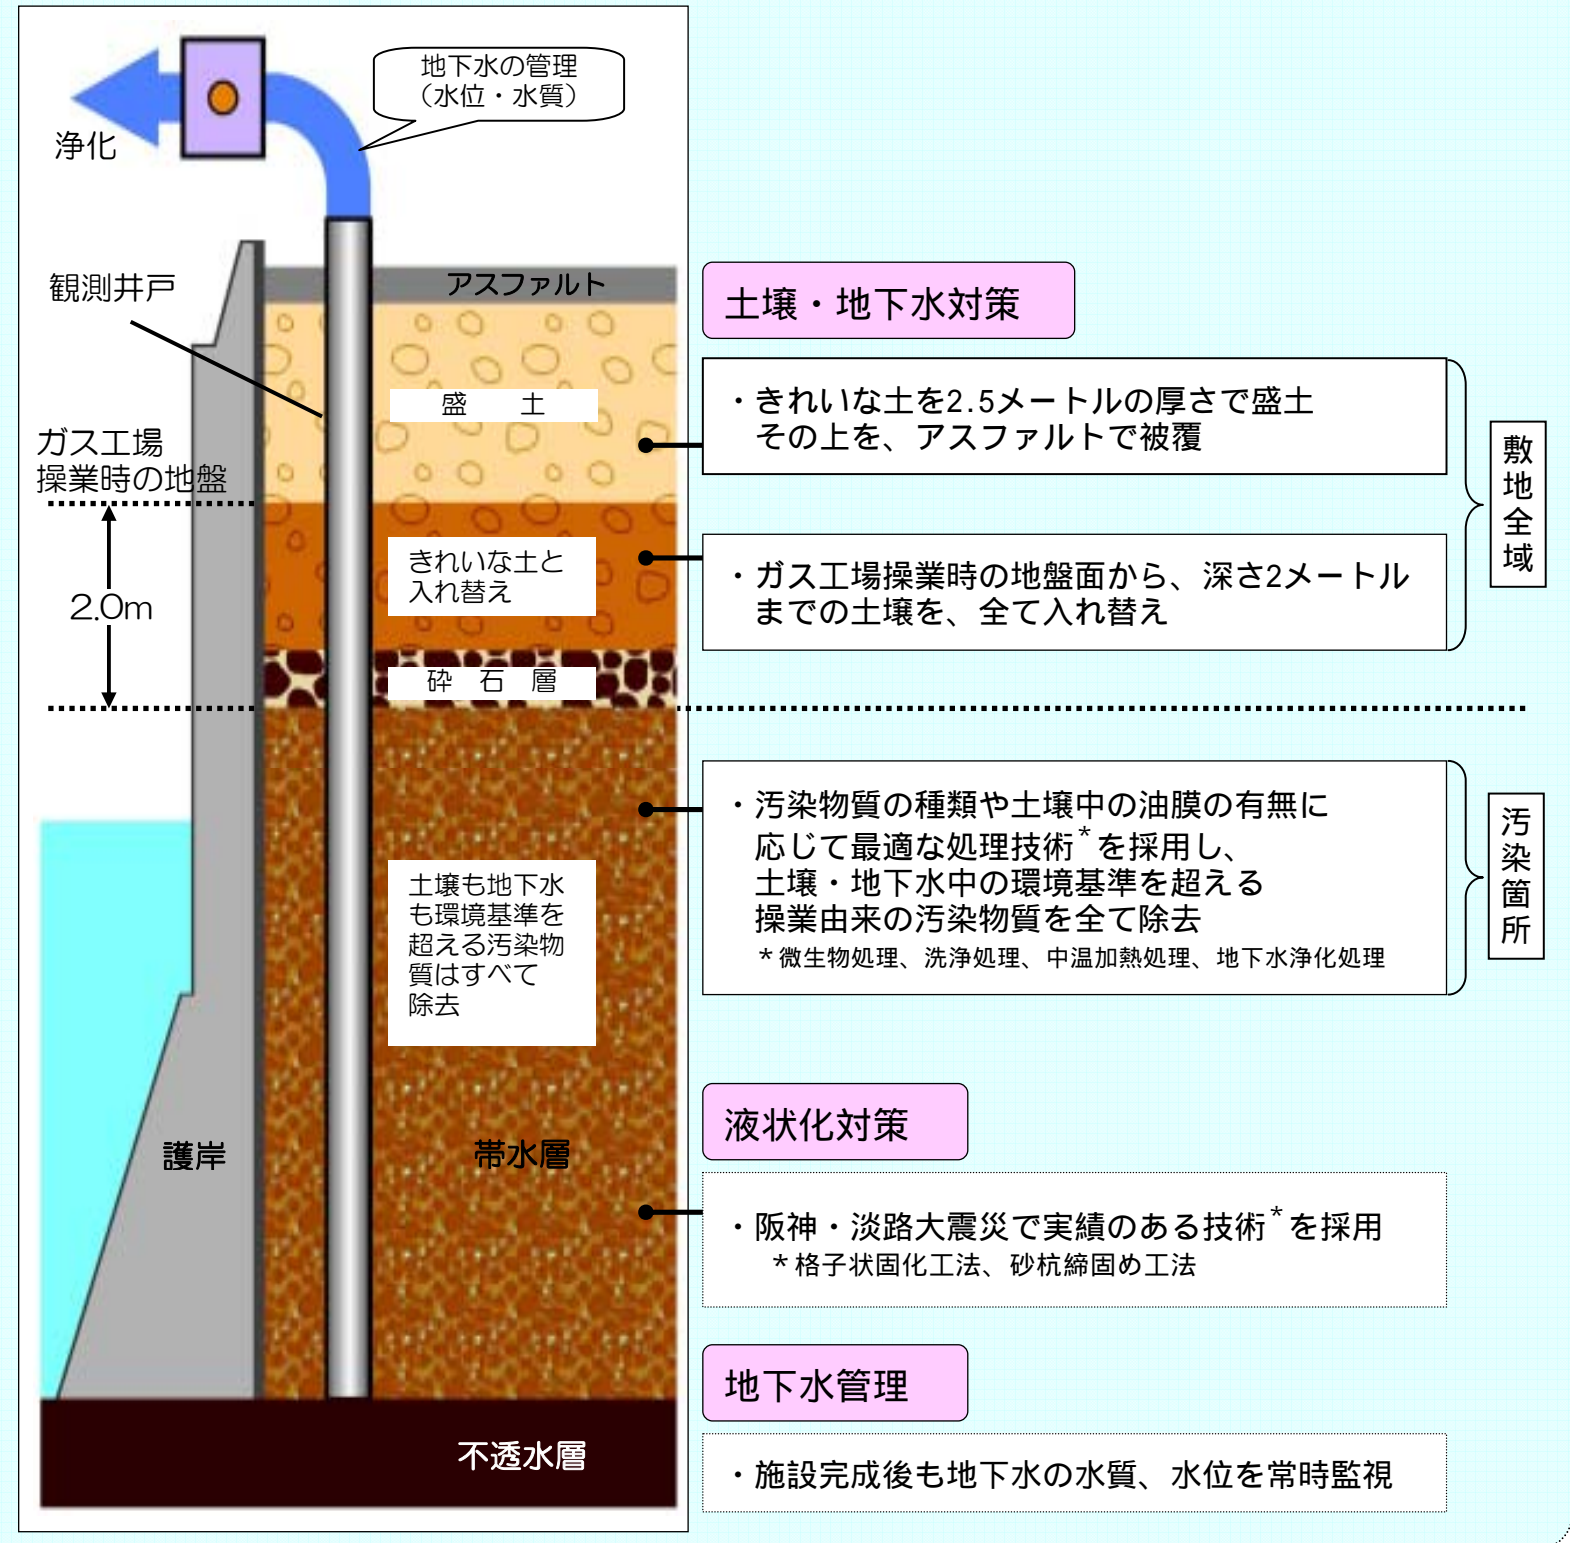 地下水の管理
（水位・水質）
浄化
観測井戸
アスファルト
盛　土
ガス工場
操業時の地盤
2.0m
きれいな土と
入れ替え
砕 石 層
土壌も地下水
も環境基準を
超える汚染物
質はすべて
除去
護岸
帯水層
不透水層
土壌・地下水対策
・きれいな土を2.5メートルの厚さで盛土
その上を、アスファルトで被覆
・ガス工場操業時の地盤面から、深さ2メートル
までの土壌を、全て入れ替え
敷地全域
・汚染物質の種類や土壌中の油膜の有無に
応じて最適な処理技術*を採用し、
土壌・地下水中の環境基準を超える
操業由来の汚染物質を全て除去
*微生物処理、洗浄処理、中温加熱処理、地下水浄化処理
汚染箇所
液状化対策
・阪神・淡路大震災で実績のある技術*を採用
*格子状固化工法、砂杭締固め工法
地下水管理
・施設完成後も地下水の水質、水位を常時監視